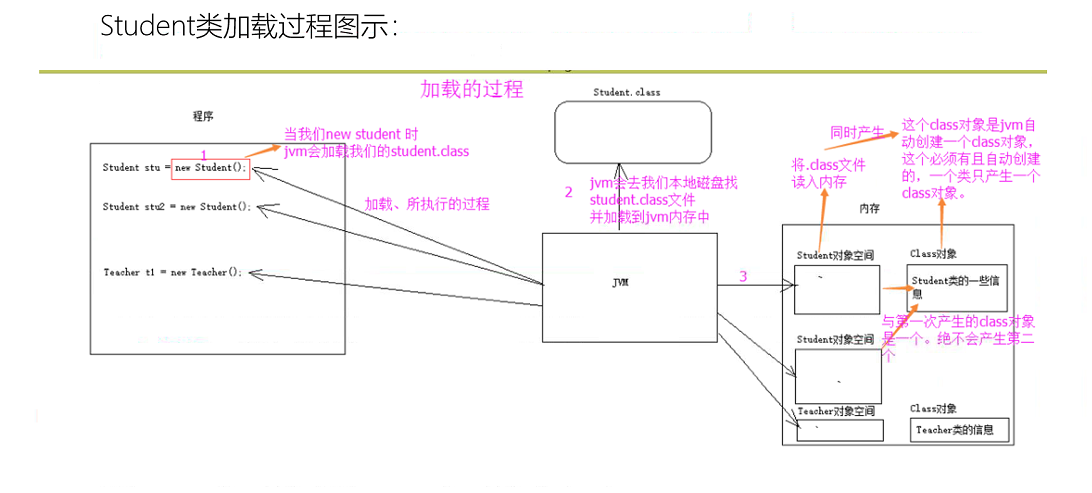 Student类加载过程图示：
加载的过程
Student.class
程序
当我们new student 时
jvm会加载我们的student.class
1
Student stu = new Student();
Student stu2 = new Student();
Teacher t1 = new Teacher();
加载、所执行的过程
2
jvm会去我们本地磁盘找
student.class文件
并加载到jvm内存中
JVM
3
同时产生
将.class文件
读入内存
这个class对象是jvm自
动创建一个class对象，
这个必须有且自动创建
的，一个类只产生一个
class对象。
内存
Student对象空间
Class对象
Student类的一些信
息
与第一次产生的class对象
是一个。绝不会产生第二
个
Student对象空间
Teacher对象空间
Class对象
Teacher类的信息